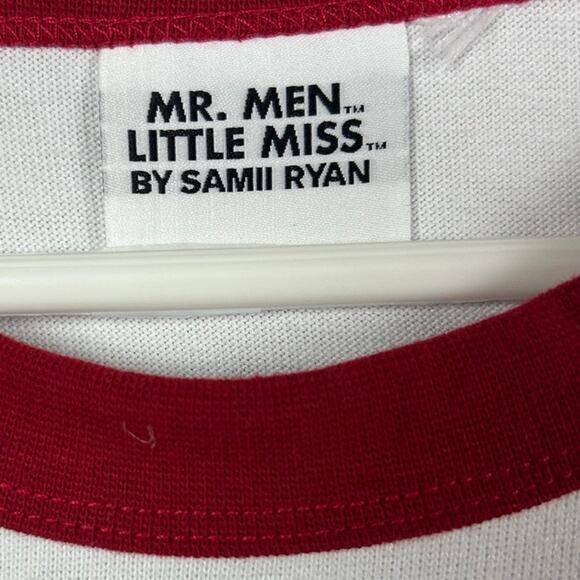 MR. MEN™
LITTLE MISS™
BY SAMII RYAN